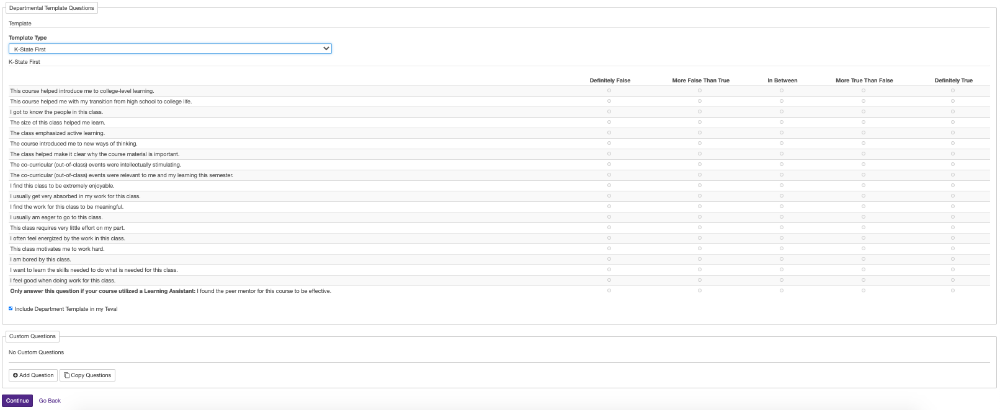 Departmental Template Questions
Template
Template Type
K-State First
K-State First
Definitely False More False Than True In Between More True Than False Definitely True
This course helped introduce me to college-level learning.
This course helped me with my transition from high school to college life.
I got to know the people in this class.
The size of this class helped me learn.
The class emphasized active learning.
The course introduced me to new ways of thinking.
The class helped make it clear why the course material is important.
The co-curricular (out-of-class) events were intellectually stimulating.
The co-curricular (out-of-class) events were relevant to me and my learning this semester.
I find this class to be extremely enjoyable.
I usually get very absorbed in my work for this class.
I find the work for this class to be meaningful.
I usually am eager to go to this class.
This class requires very little effort on my part.
I often feel energized by the work in this class.
This class motivates me to work hard.
I am bored by this class.
I want to learn the skills needed to do what is needed for this class.
I feel good when doing work for this class.
Only answer this question if your course utilized a Learning Assistant: I found the peer mentor for this course to be effective.
Include Department Template in my Teval
Custom Questions
No Custom Questions
Add Question Copy Questions
Continue Go Back